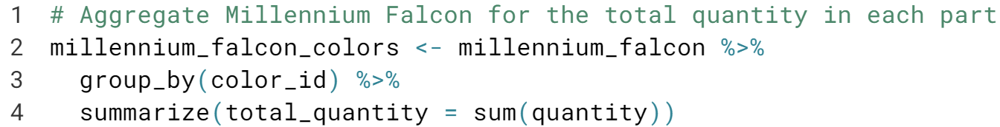 1 # Aggregate Millennium Falcon for the total quantity in each part
2 millennium_falcon_colors <- millennium_falcon %>%
3   group_by(color_id) %>%
4   summarize(total_quantity = sum(quantity))